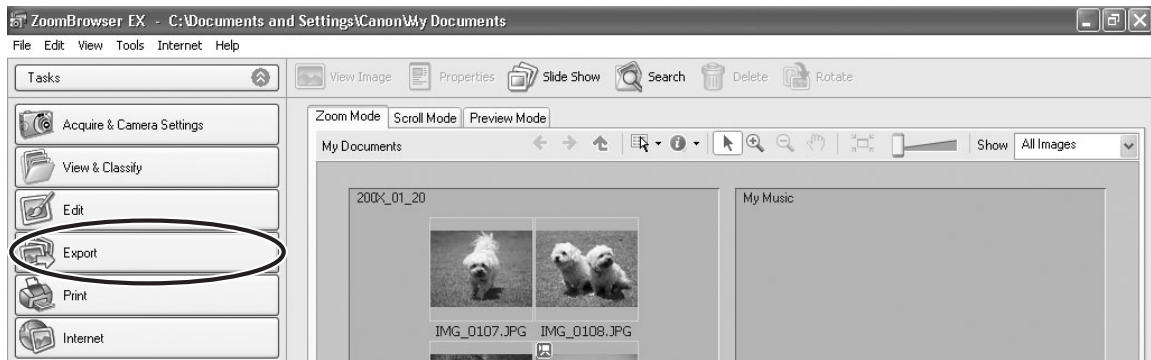 ZoomBrowser EX - C:\Documents and Settings\Canon\My Documents
File Edit View Tools Internet Help
Tasks
View Image Properties Slide Show Search Delete Rotate
Acquire & Camera Settings
View & Classify
Edit
Export
Print
Internet
Zoom Mode Scroll Mode Preview Mode
My Documents Show All Images
200X_01_20 My Music
IMG_0107.JPG IMG_0108.JPG